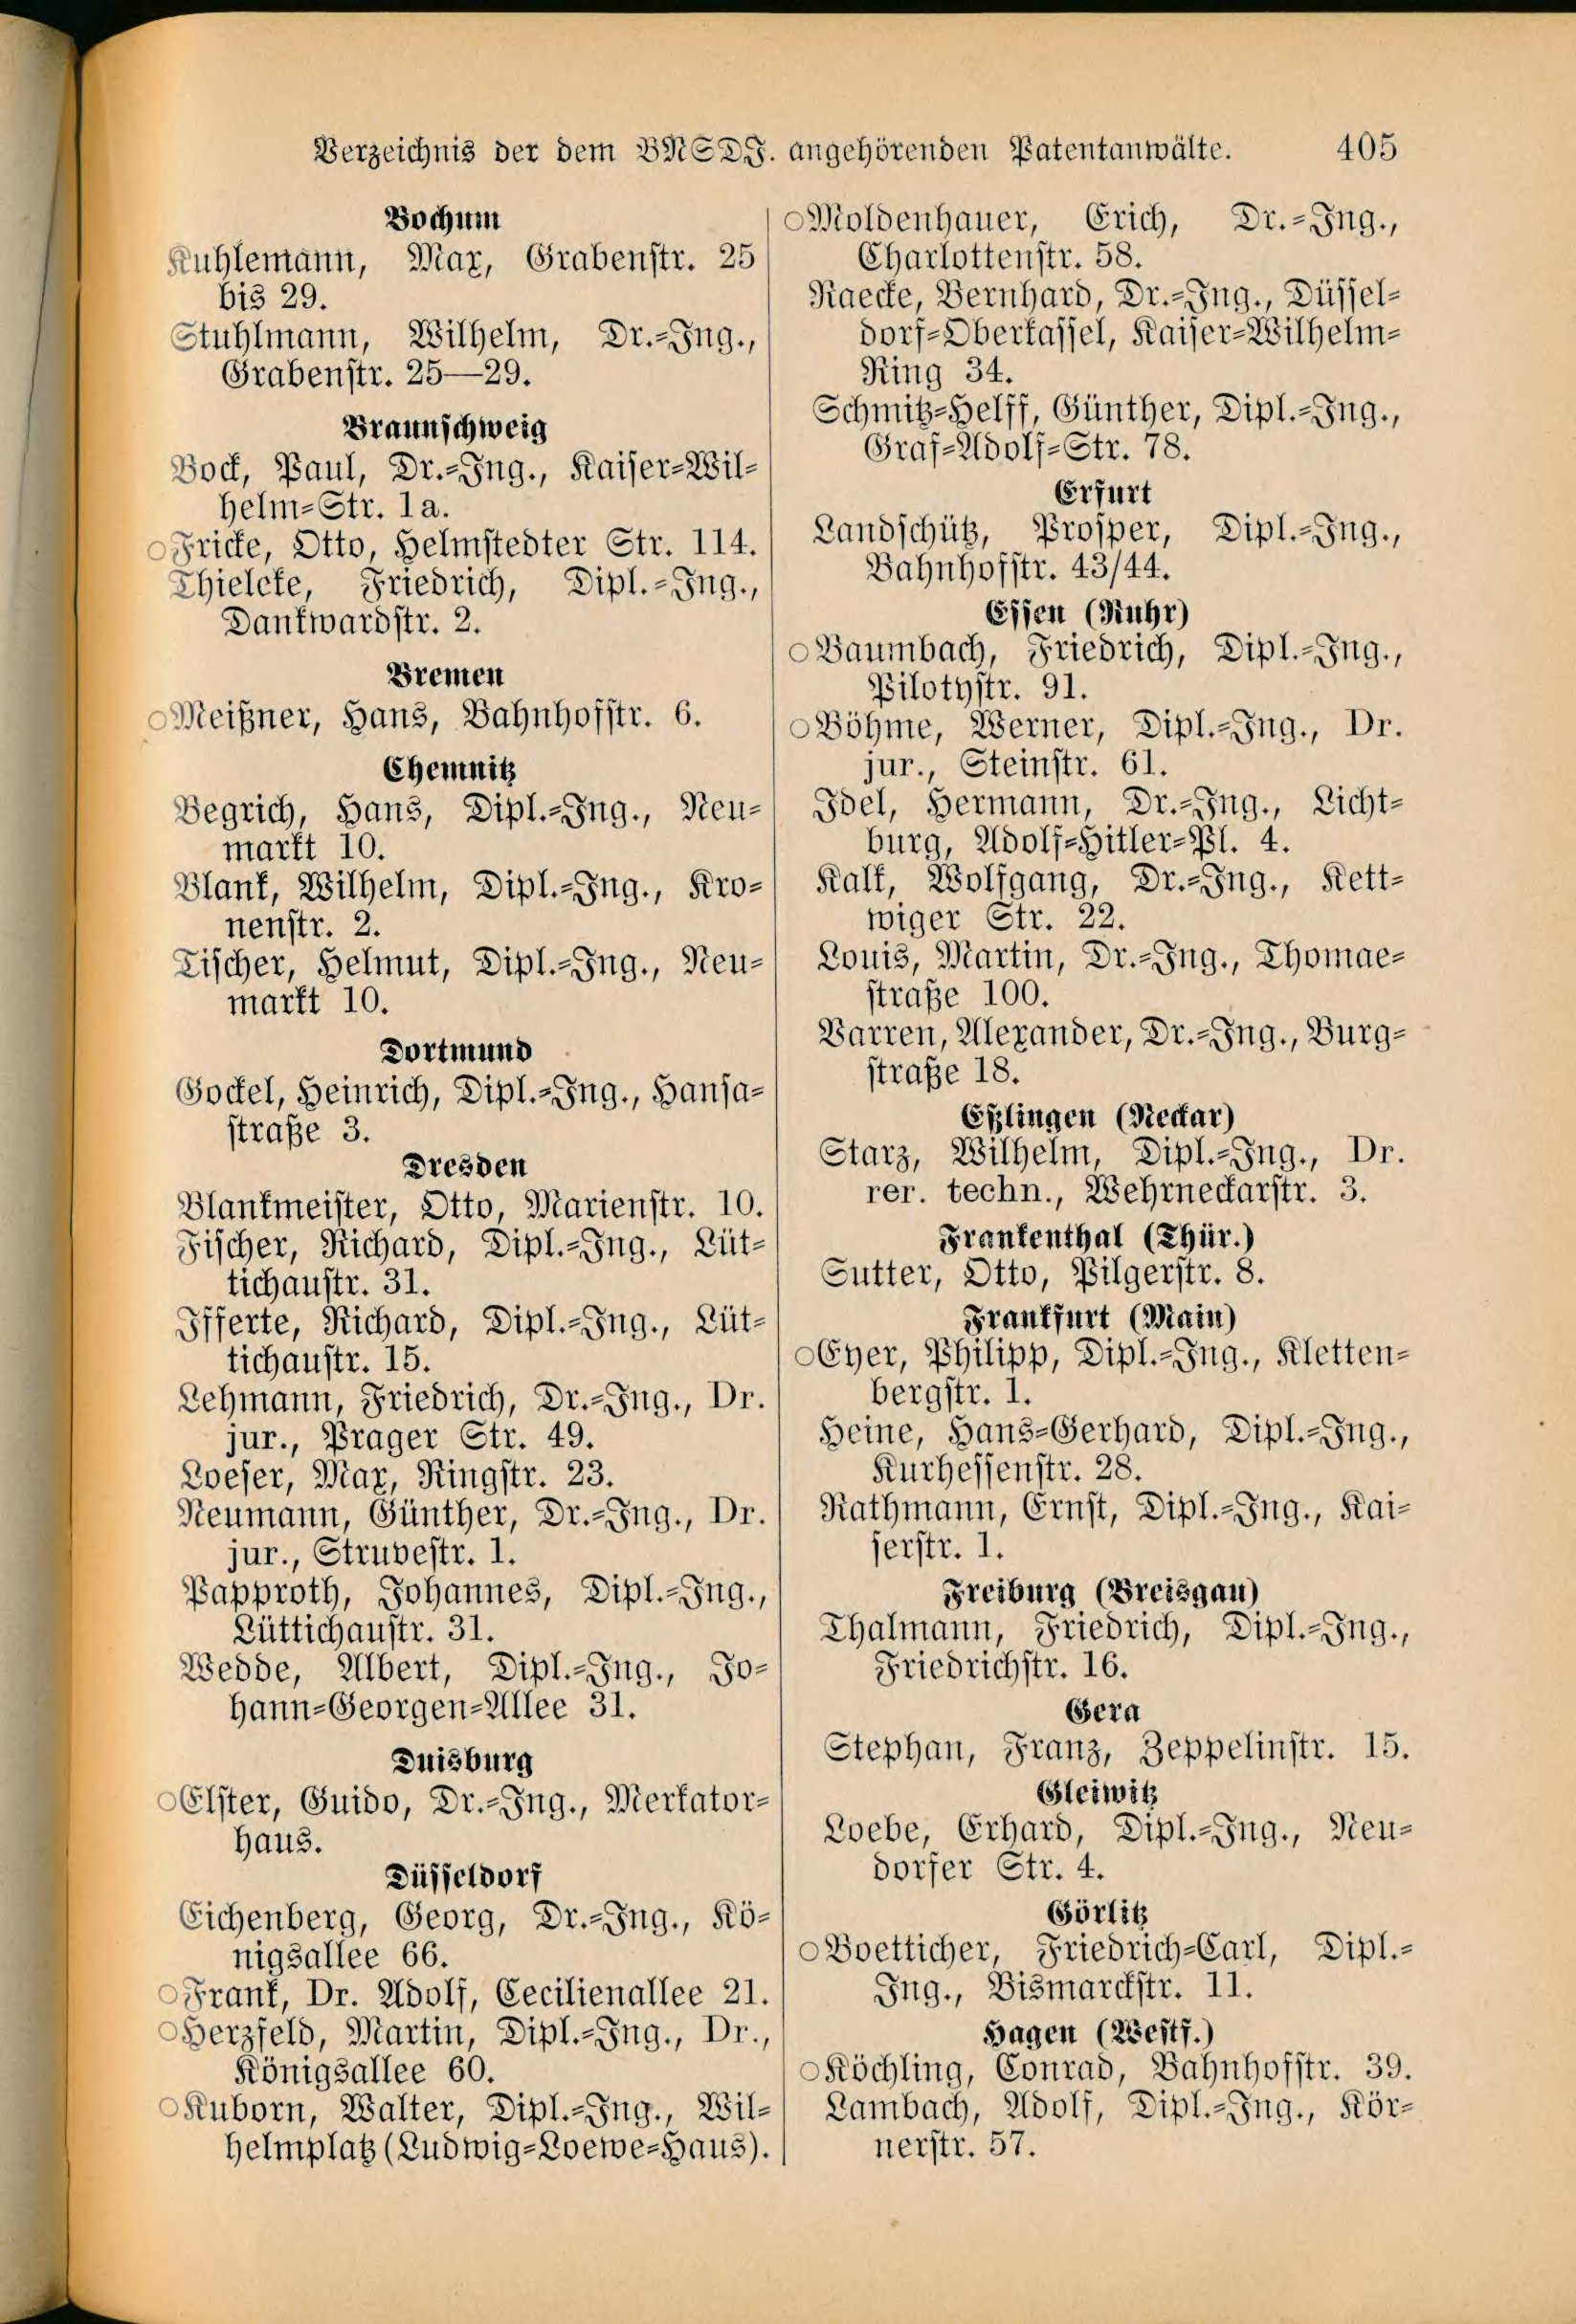 Verzeichnis der dem BNSDJ. angehörenden Patentanwälte. 405
Bochum
Kuhlemann, Max, Grabenstr. 25
bis 29.
Stuhlmann, Wilhelm, Dr.-Ing.,
Grabenstr. 25—29.
Braunschweig
Bock, Paul, Dr.-Ing., Kaiser-Wil-
helm-Str. 1a.
○Fricke, Otto, Helmstedter Str. 114.
Thielcke, Friedrich, Dipl.-Ing.,
Dankwardstr. 2.
Bremen
○Meißner, Hans, Bahnhofstr. 6.
Chemnitz
Begrich, Hans, Dipl.-Ing., Neu-
markt 10.
Blank, Wilhelm, Dipl.-Ing., Kro-
nenstr. 2.
Tischer, Helmut, Dipl.-Ing., Neu-
markt 10.
Dortmund
Gockel, Heinrich, Dipl.-Ing., Hansa-
straße 3.
Dresden
Blankmeister, Otto, Marienstr. 10.
Fischer, Richard, Dipl.-Ing., Lüt-
tichaustr. 31.
Ifferte, Richard, Dipl.-Ing., Lüt-
tichaustr. 15.
Lehmann, Friedrich, Dr.-Ing., Dr.
jur., Prager Str. 49.
Loeser, Max, Ringstr. 23.
Neumann, Günther, Dr.-Ing., Dr.
jur., Struvestr. 1.
Papproth, Johannes, Dipl.-Ing.,
Lüttichaustr. 31.
Wedde, Albert, Dipl.-Ing., Jo-
hann-Georgen-Allee 31.
Duisburg
○Elster, Guido, Dr.-Ing., Merkator-
haus.
Düsseldorf
Eichenberg, Georg, Dr.-Ing., Kö-
nigsallee 66.
○Frank, Dr. Adolf, Cecilienallee 21.
○Herzfeld, Martin, Dipl.-Ing., Dr.,
Königsallee 60.
○Kuborn, Walter, Dipl.-Ing., Wil-
helmplatz (Ludwig-Loewe-Haus).
○Moldenhauer, Erich, Dr.-Ing.,
Charlottenstr. 58.
Raecke, Bernhard, Dr.-Ing., Düssel-
dorf-Oberkassel, Kaiser-Wilhelm-
Ring 34.
Schmitz-Helff, Günther, Dipl.-Ing.,
Graf-Adolf-Str. 78.
Erfurt
Landschütz, Prosper, Dipl.-Ing.,
Bahnhofstr. 43/44.
Essen (Ruhr)
○Baumbach, Friedrich, Dipl.-Ing.,
Pilotystr. 91.
○Böhme, Werner, Dipl.-Ing., Dr.
jur., Steinstr. 61.
Idel, Hermann, Dr.-Ing., Licht-
burg, Adolf-Hitler-Pl. 4.
Kalk, Wolfgang, Dr.-Ing., Kett-
wiger Str. 22.
Louis, Martin, Dr.-Ing., Thomae-
straße 100.
Varren, Alexander, Dr.-Ing., Burg-
straße 18.
Eßlingen (Neckar)
Starz, Wilhelm, Dipl.-Ing., Dr.
rer. techn., Wehrneckarstr. 3.
Frankenthal (Thür.)
Sutter, Otto, Pilgerstr. 8.
Frankfurt (Main)
○Eyer, Philipp, Dipl.-Ing., Kletten-
bergstr. 1.
Heine, Hans-Gerhard, Dipl.-Ing.,
Kurhessenstr. 28.
Rathmann, Ernst, Dipl.-Ing., Kai-
serstr. 1.
Freiburg (Breisgau)
Thalmann, Friedrich, Dipl.-Ing.,
Friedrichstr. 16.
Gera
Stephan, Franz, Zeppelinstr. 15.
Gleiwitz
Loebe, Erhard, Dipl.-Ing., Neu-
dorfer Str. 4.
Görlitz
○Boetticher, Friedrich-Carl, Dipl.-
Ing., Bismarckstr. 11.
Hagen (Westf.)
○Köchling, Conrad, Bahnhofstr. 39.
Lambach, Adolf, Dipl.-Ing., Kör-
nerstr. 57.